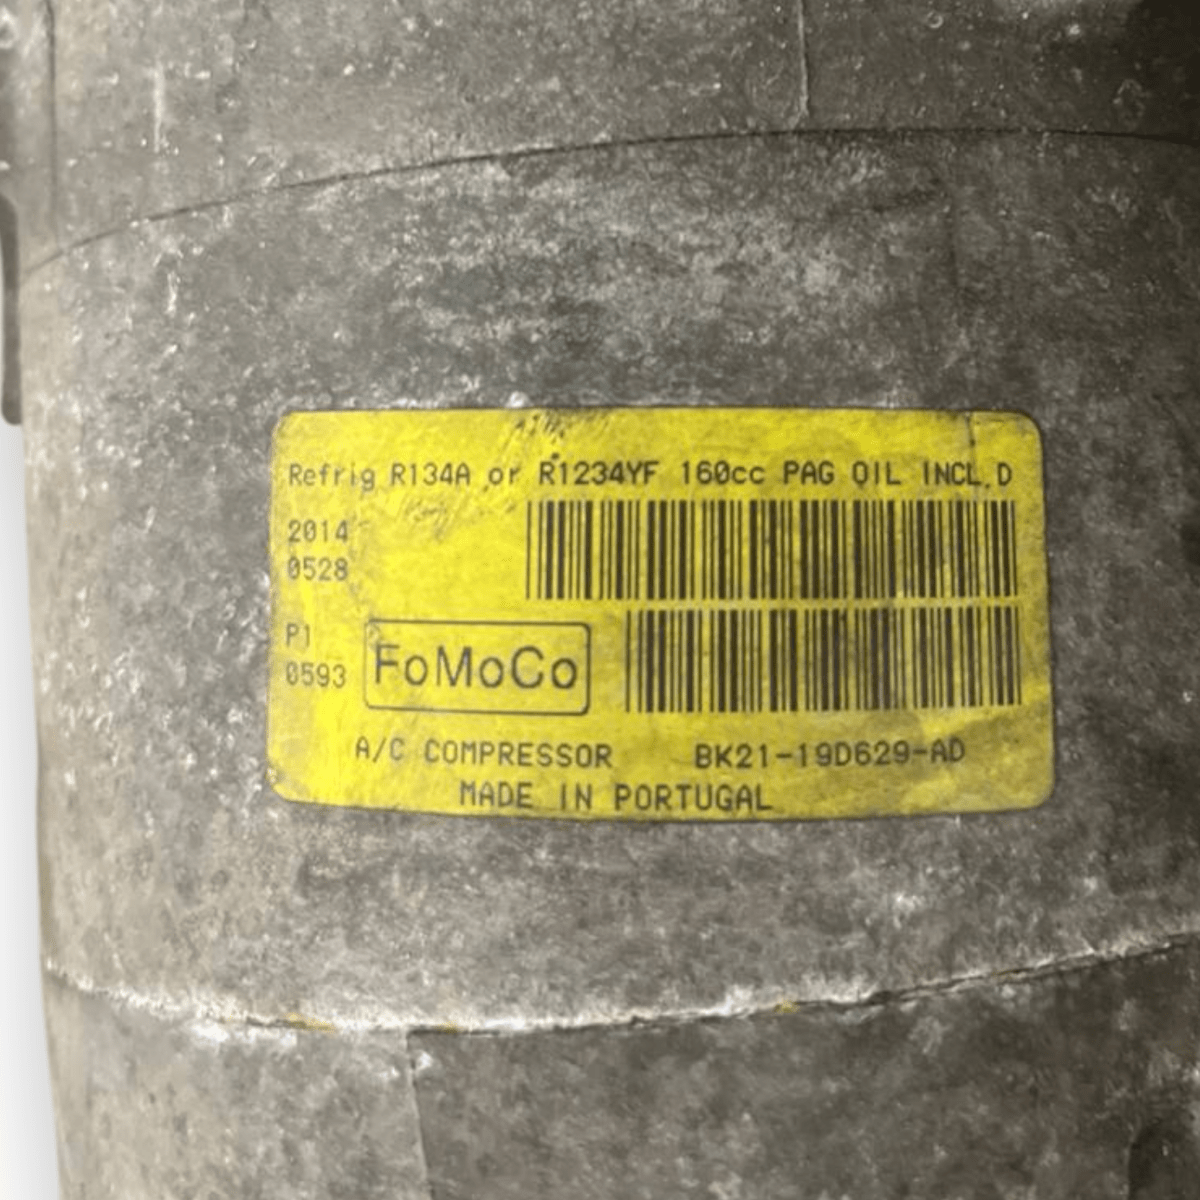 Refrig R134A or R1234YF 160cc PAG OIL INCL.D
2014
0528
P1
0593
FoMoCo
A/C COMPRESSOR BK21-19D629-AD
MADE IN PORTUGAL